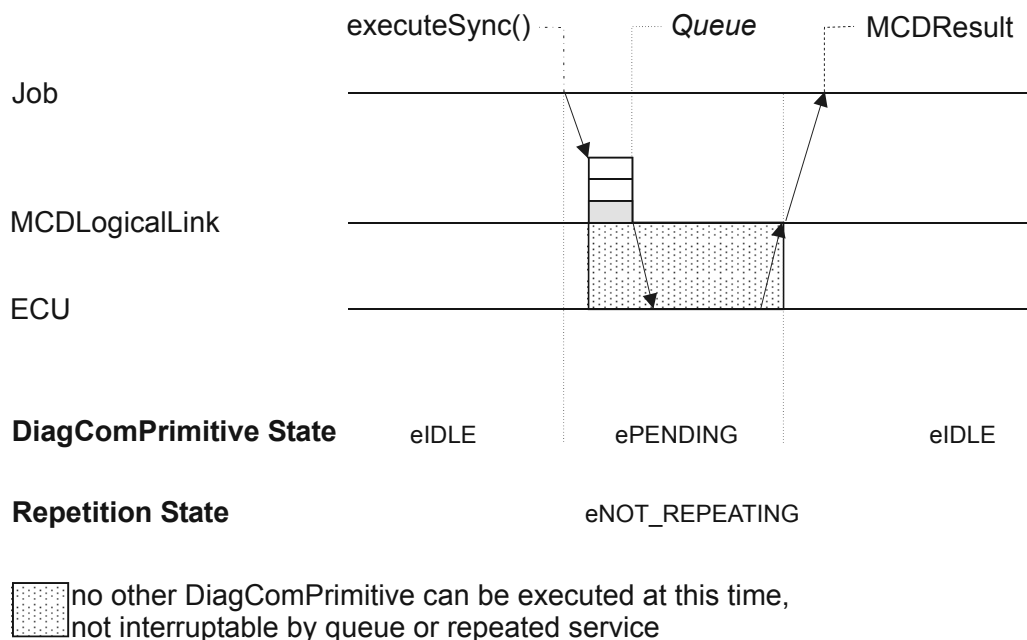 executeSync()
Queue
MCDResult
Job
MCDLogicalLink
ECU
DiagComPrimitive State
eIDLE
ePENDING
eIDLE
Repetition State
eNOT_REPEATING
no other DiagComPrimitive can be executed at this time,
not interruptable by queue or repeated service